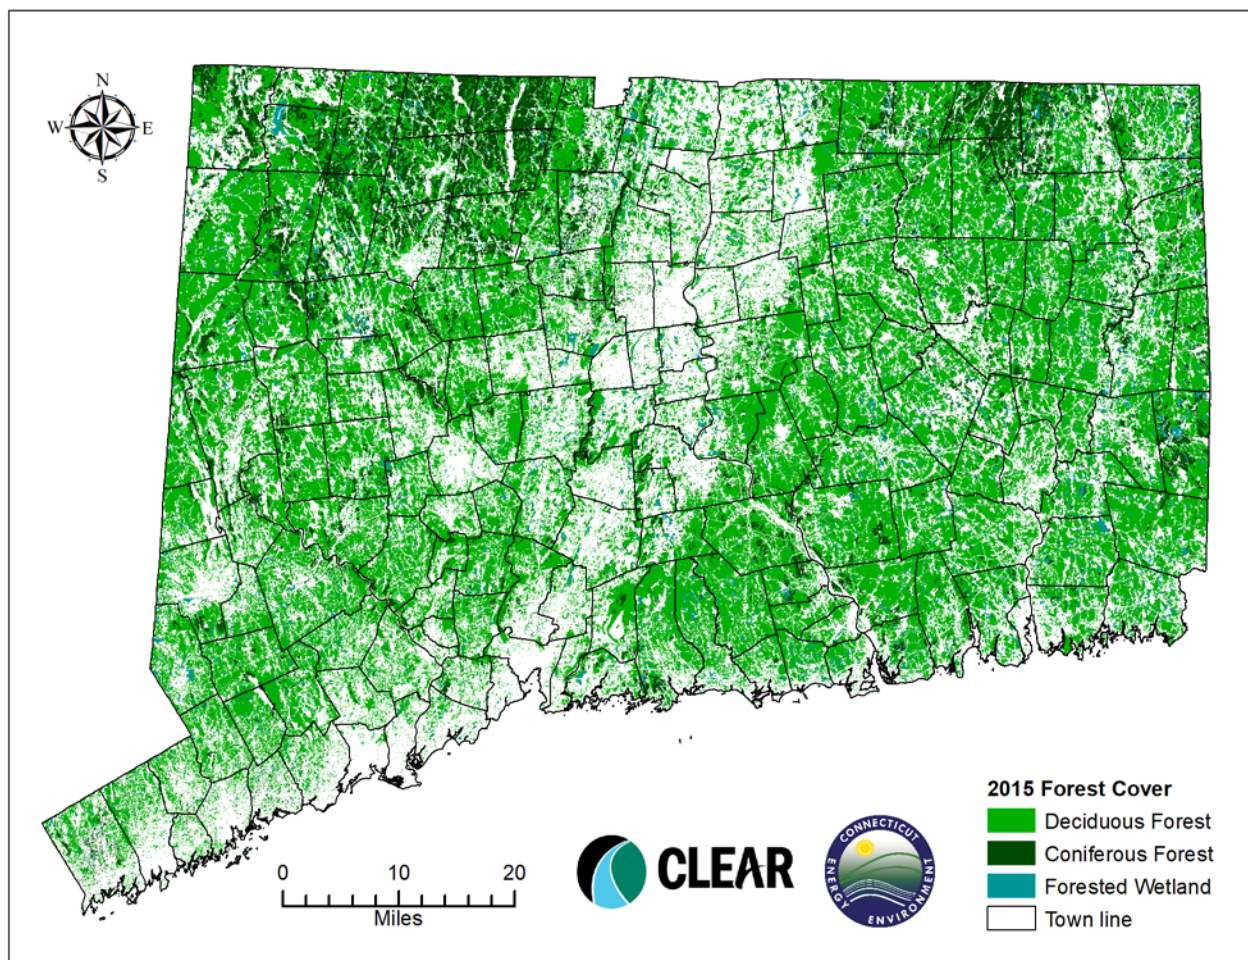 N
W E
S
2015 Forest Cover
Deciduous Forest
Coniferous Forest
Forested Wetland
Town line
0 10 20
Miles
CLEAR
CONNECTICUT
ENERGY
ENVIRONMENT